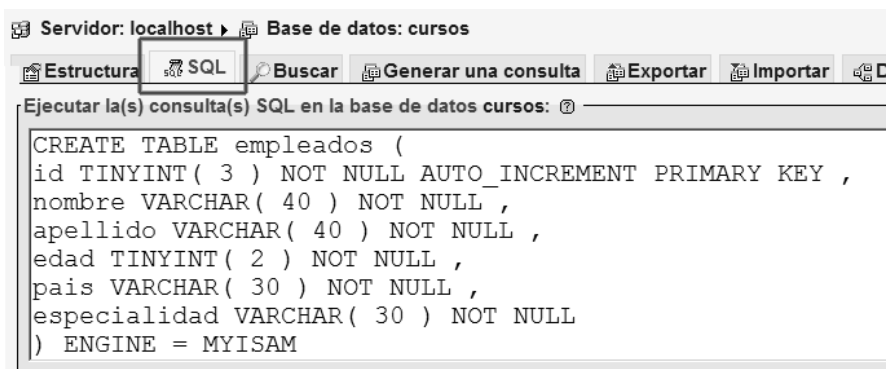 Servidor: localhost ▸ Base de datos: cursos
Estructura SQL Buscar Generar una consulta Exportar Importar
Ejecutar la(s) consulta(s) SQL en la base de datos cursos:
CREATE TABLE empleados (
id TINYINT( 3 ) NOT NULL AUTO_INCREMENT PRIMARY KEY ,
nombre VARCHAR( 40 ) NOT NULL ,
apellido VARCHAR( 40 ) NOT NULL ,
edad TINYINT( 2 ) NOT NULL ,
pais VARCHAR( 30 ) NOT NULL ,
especialidad VARCHAR( 30 ) NOT NULL
) ENGINE = MYISAM